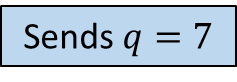 Sends q = 7